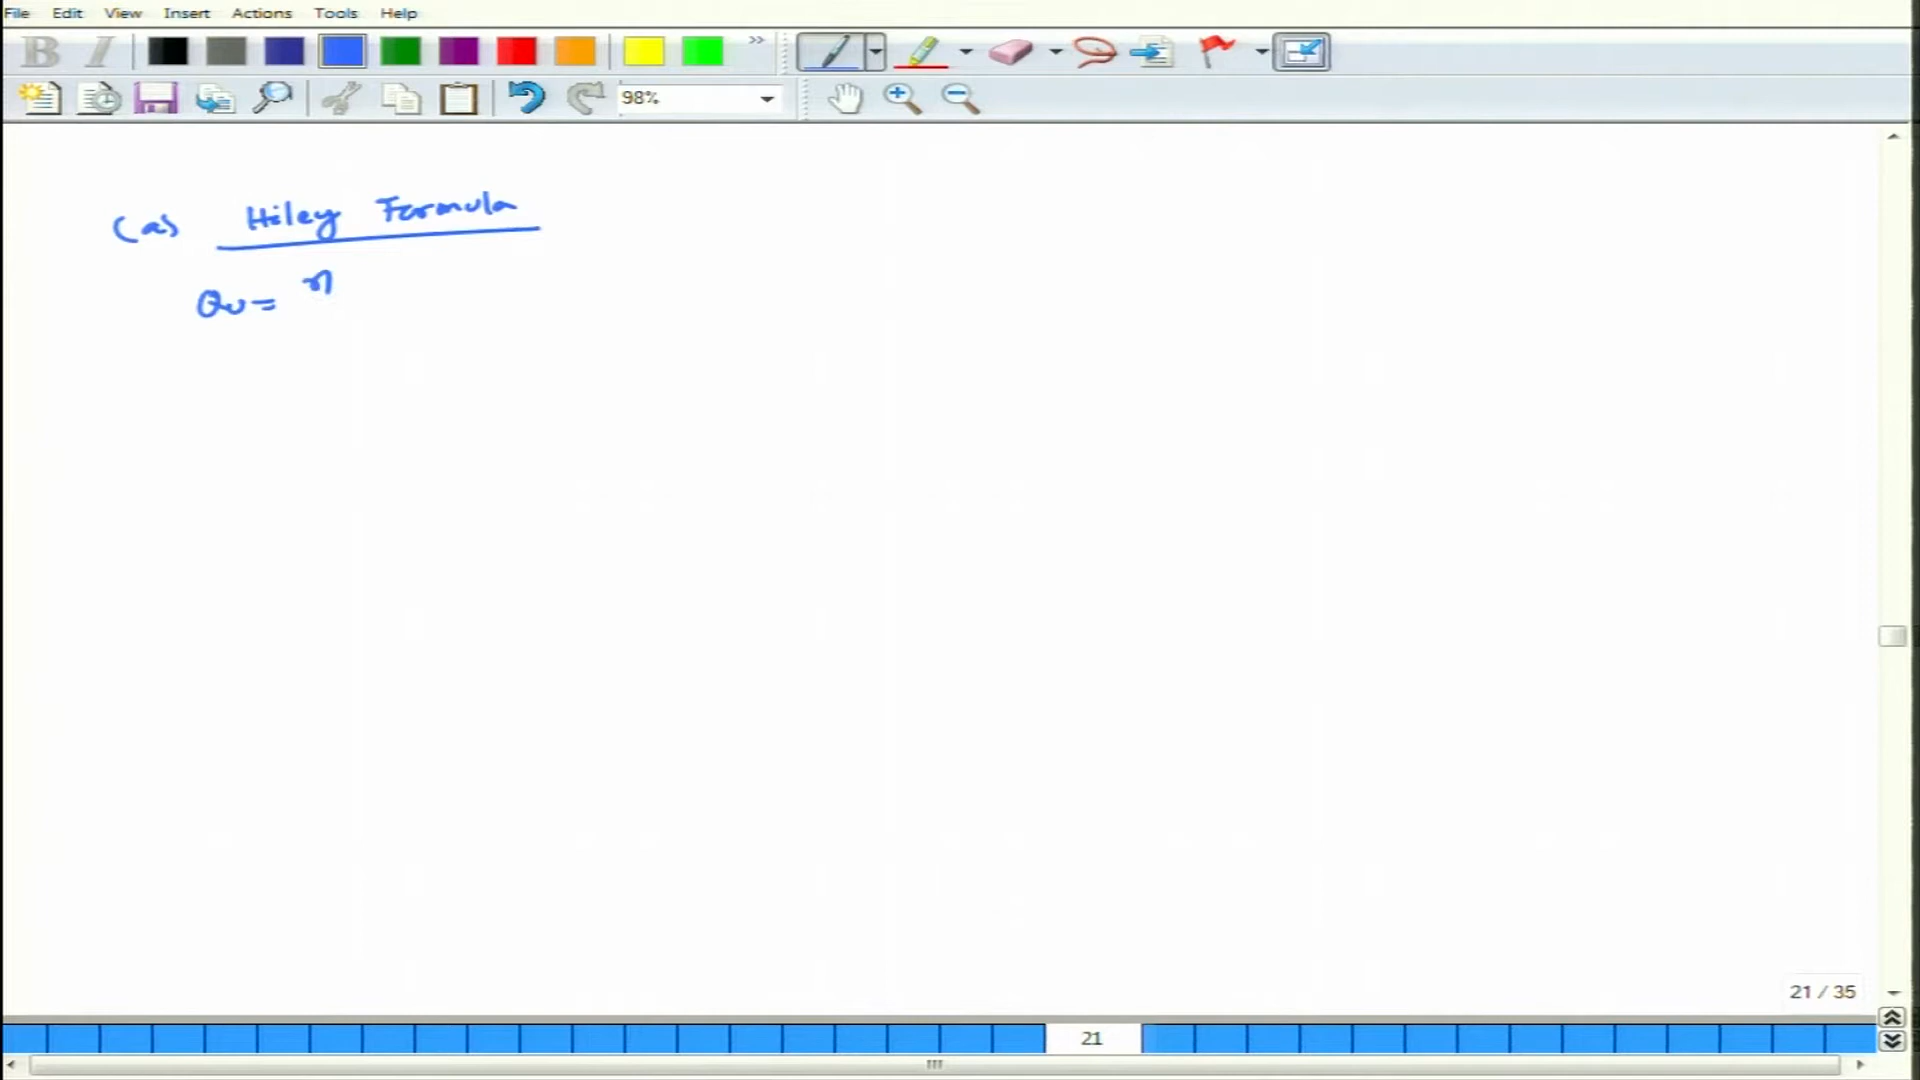 File Edit View Insert Actions Tools Help
B I
98%
(a) Hiley Formula
Qu = η
21 / 35
21